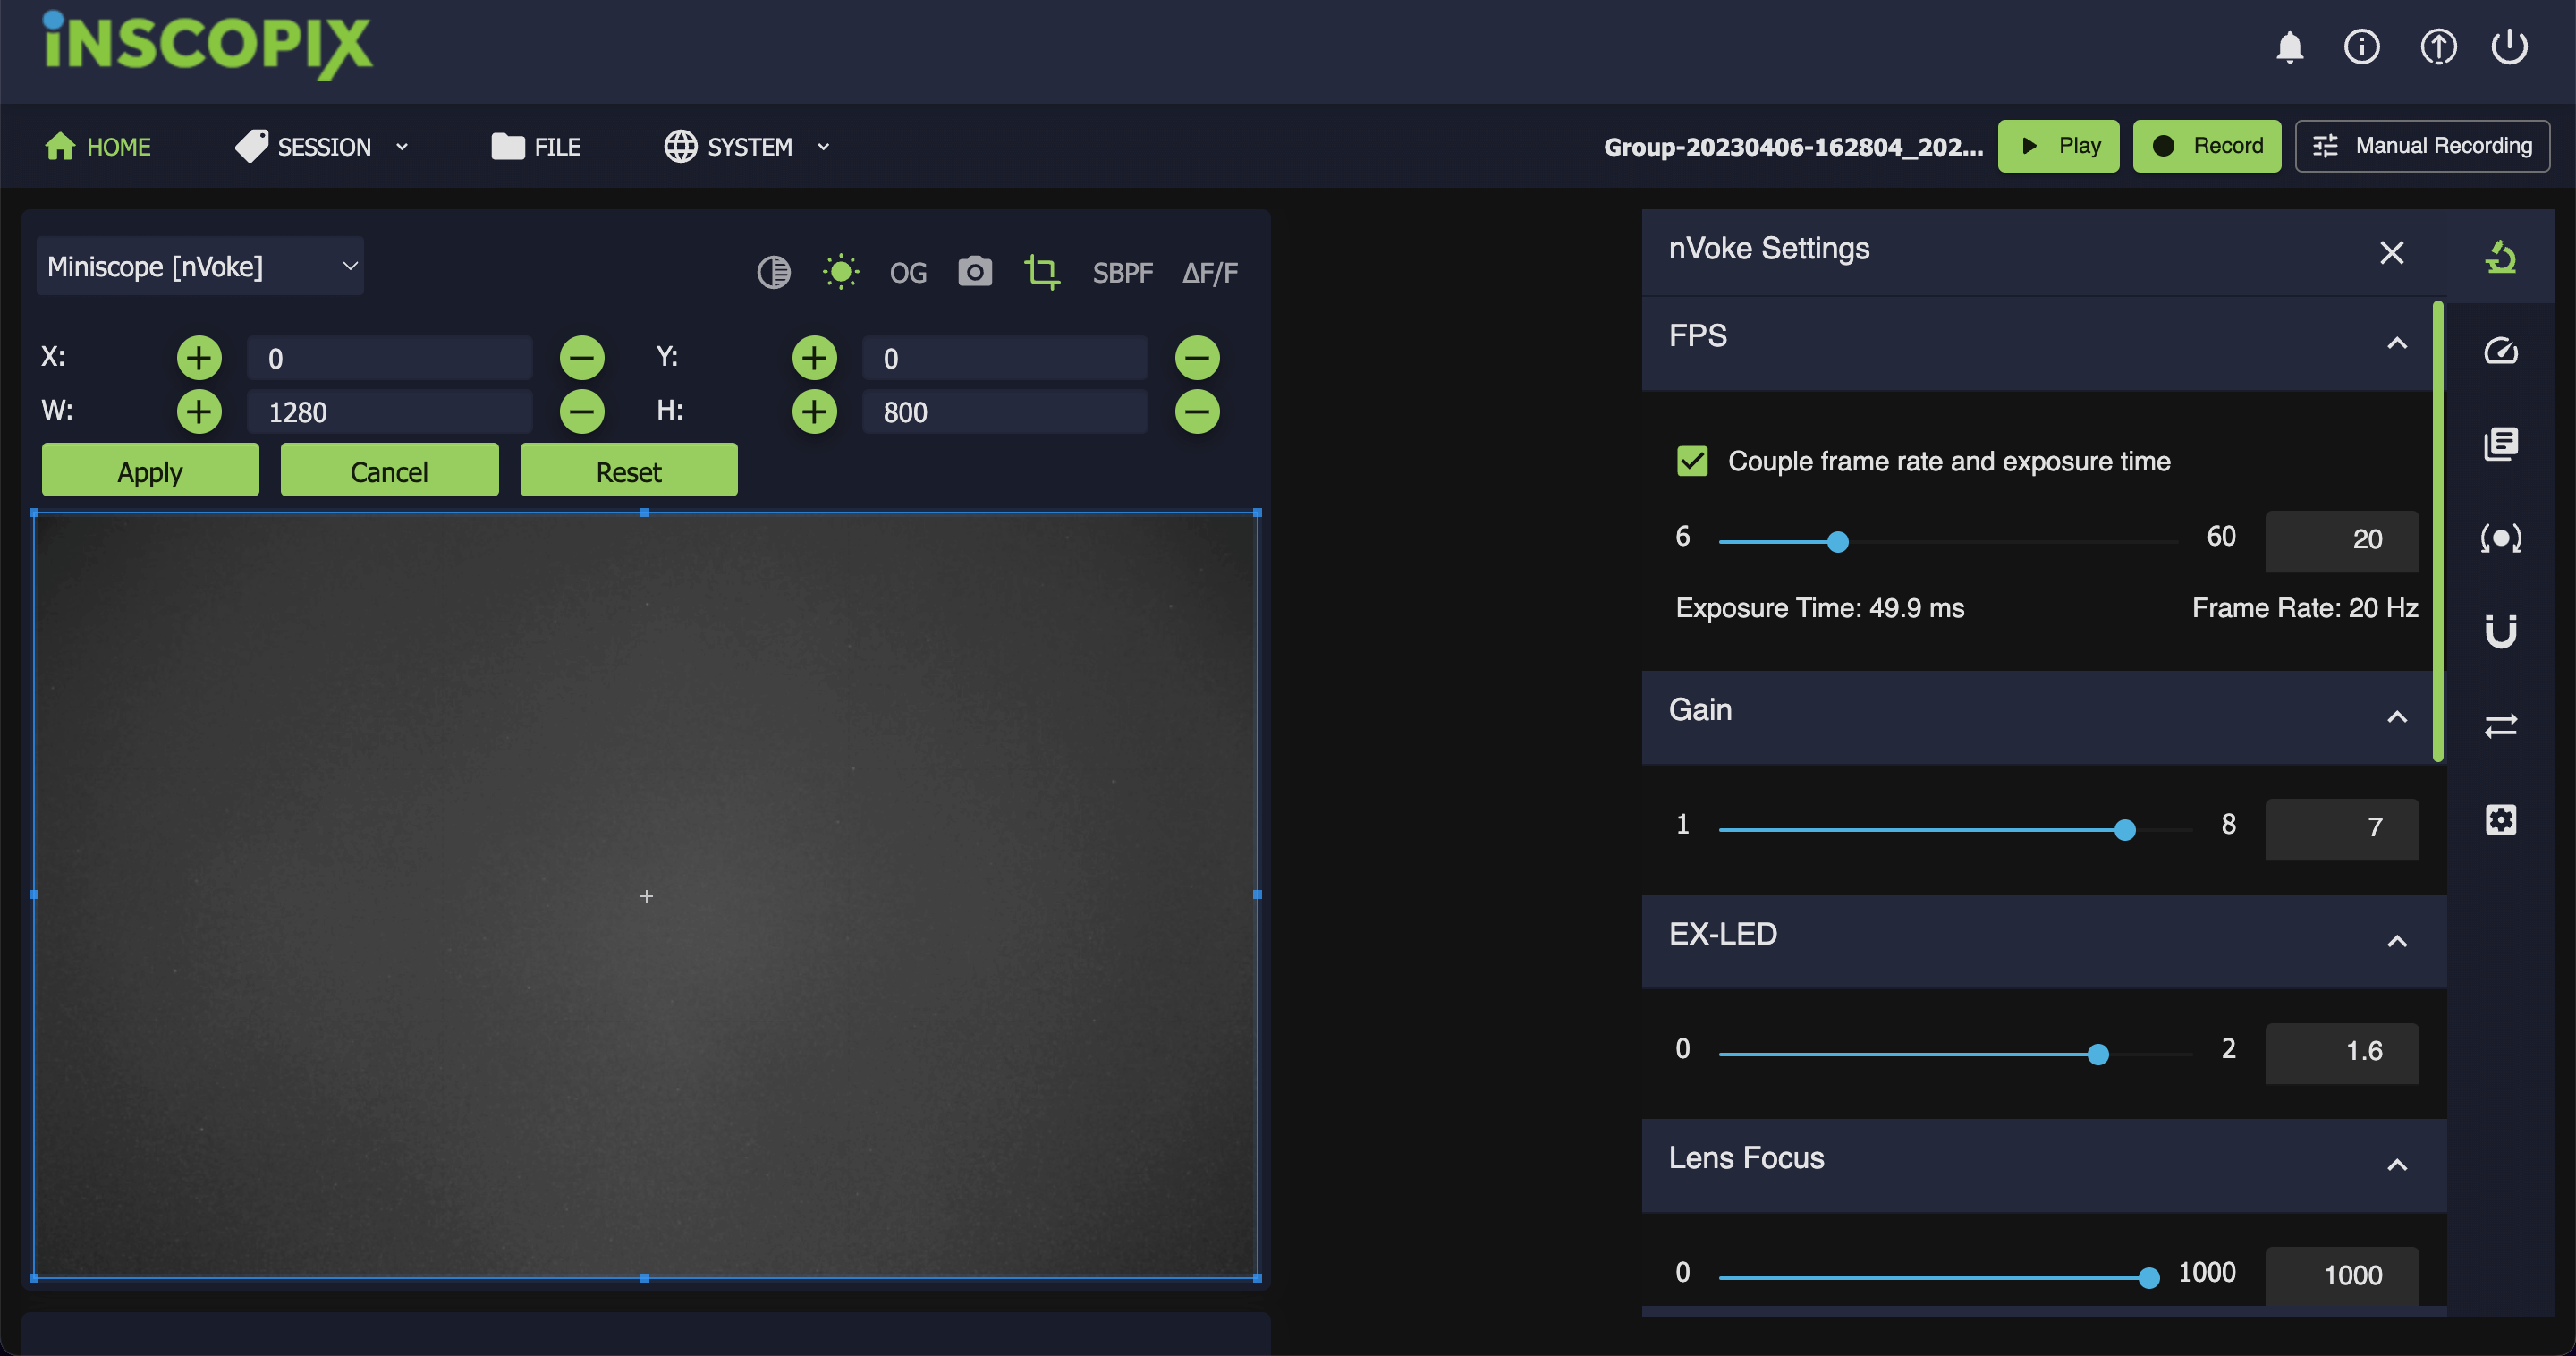 iNSCOPIX
HOME SESSION FILE SYSTEM Group-20230406-162804_202... Play Record Manual Recording
Miniscope [nVoke] OG SBPF ΔF/F
X: 0 Y: 0
W: 1280 H: 800
Apply Cancel Reset
nVoke Settings
FPS
Couple frame rate and exposure time
6 60 20
Exposure Time: 49.9 ms Frame Rate: 20 Hz
Gain
1 8 7
EX-LED
0 2 1.6
Lens Focus
0 1000 1000